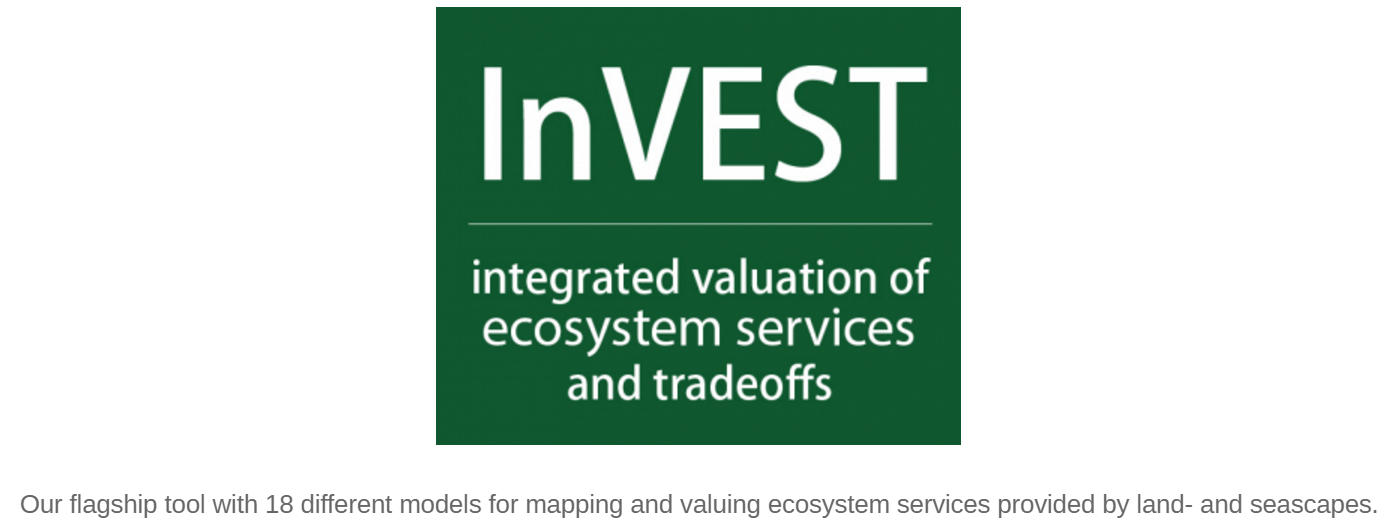 InVEST
integrated valuation of
ecosystem services
and tradeoffs
Our flagship tool with 18 different models for mapping and valuing ecosystem services provided by land- and seascapes.